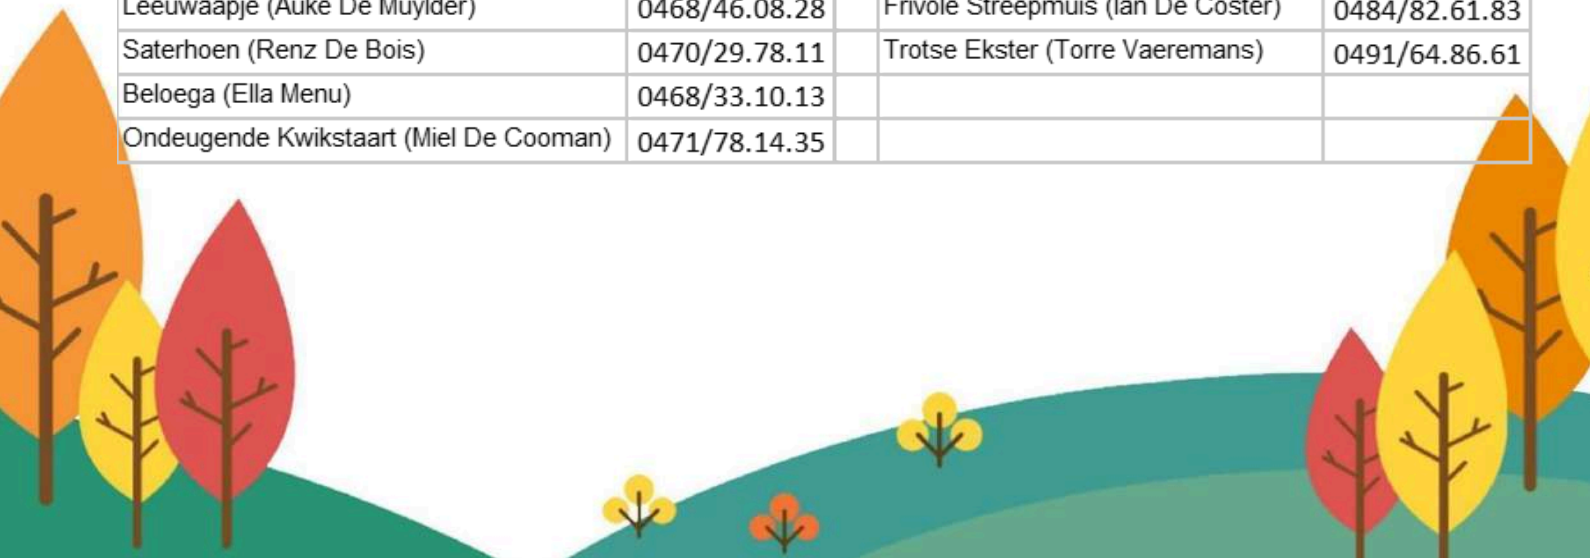 Leeuwaapje (Auke De Muylder) 0468/46.08.28 Frivole Streepmuis (Ian De Coster) 0484/82.61.83
Saterhoen (Renz De Bois) 0470/29.78.11 Trotse Ekster (Torre Vaeremans) 0491/64.86.61
Beloega (Ella Menu) 0468/33.10.13
Ondeugende Kwikstaart (Miel De Cooman) 0471/78.14.35